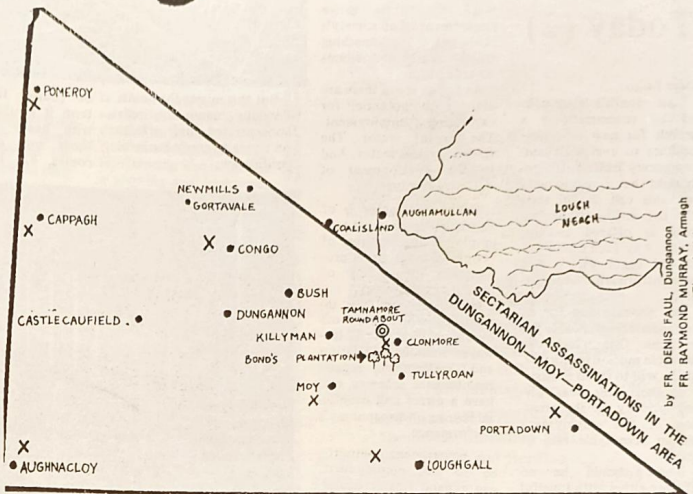 POMEROY
NEWMILLS
GORTAVALE
CAPPAGH
COALISLAND
AUGHAMULLAN
LOUGH
NEAGH
CONGO
BUSH
CASTLECAUFIELD.
DUNGANNON
TAMNAMORE
ROUNDABOUT
KILLYMAN
CLONMORE
BOND'S PLANTATION
TULLYROAN
MOY
PORTADOWN
AUGHNACLOY
LOUGHGALL
SECTARIAN ASSASSINATIONS IN THE
DUNGANNON—MOY—PORTADOWN AREA
by FR. DENIS FAUL, Dungannon
FR. RAYMOND MURRAY, Armagh